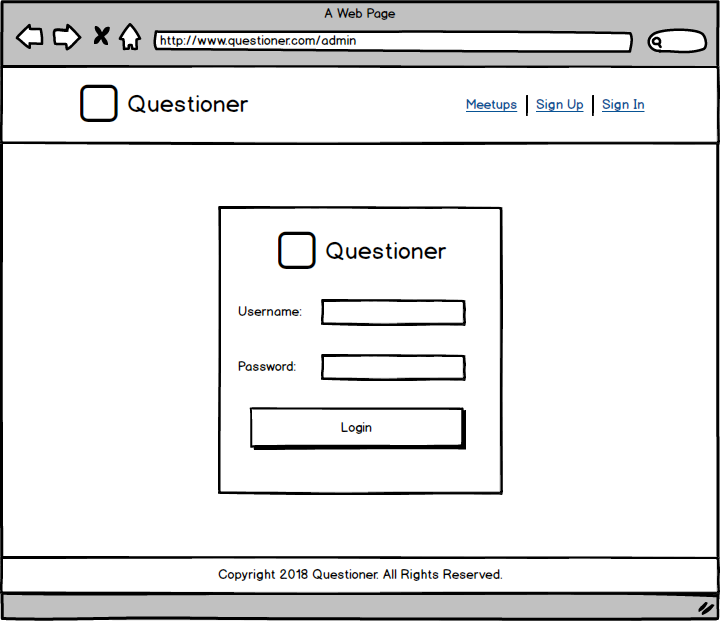 A Web Page
http://www.questioner.com/admin
Questioner
Meetups | Sign Up | Sign In
Questioner
Username:
Password:
Login
Copyright 2018 Questioner. All Rights Reserved.